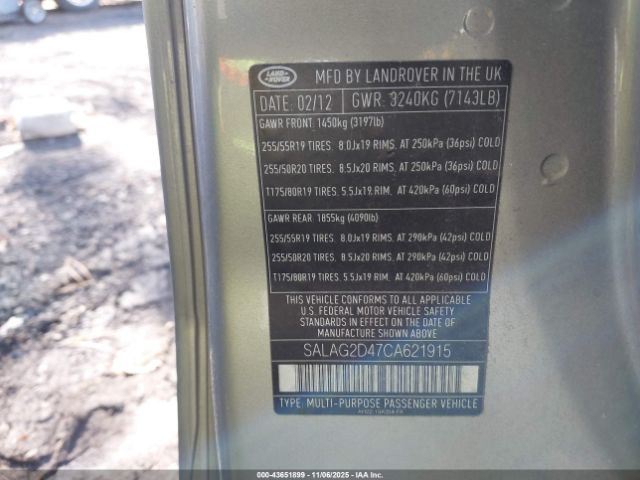 LAND ROVER
MFD BY LANDROVER IN THE UK
DATE: 02/12 GWR: 3240KG (7143LB)
GAWR FRONT: 1450kg (3197lb)
255/55R19 TIRES. 8.0Jx19 RIMS. AT 250kPa (36psi) COLD
255/50R20 TIRES. 8.5Jx20 RIMS. AT 250kPa (36psi) COLD
T175/80R19 TIRES. 5.5Jx19 RIM. AT 420kPa (60psi) COLD
GAWR REAR: 1855kg (4090lb)
255/55R19 TIRES. 8.0Jx19 RIMS. AT 290kPa (42psi) COLD
255/50R20 TIRES. 8.5Jx20 RIMS. AT 290kPa (42psi) COLD
T175/80R19 TIRES. 5.5Jx19 RIM. AT 420kPa (60psi) COLD
THIS VEHICLE CONFORMS TO ALL APPLICABLE
U.S. FEDERAL MOTOR VEHICLE SAFETY
STANDARDS IN EFFECT ON THE DATE OF
MANUFACTURE SHOWN ABOVE
SALAG2D47CA621915
TYPE: MULTI-PURPOSE PASSENGER VEHICLE
000-43651899 11/06/2025 IAAI.CA